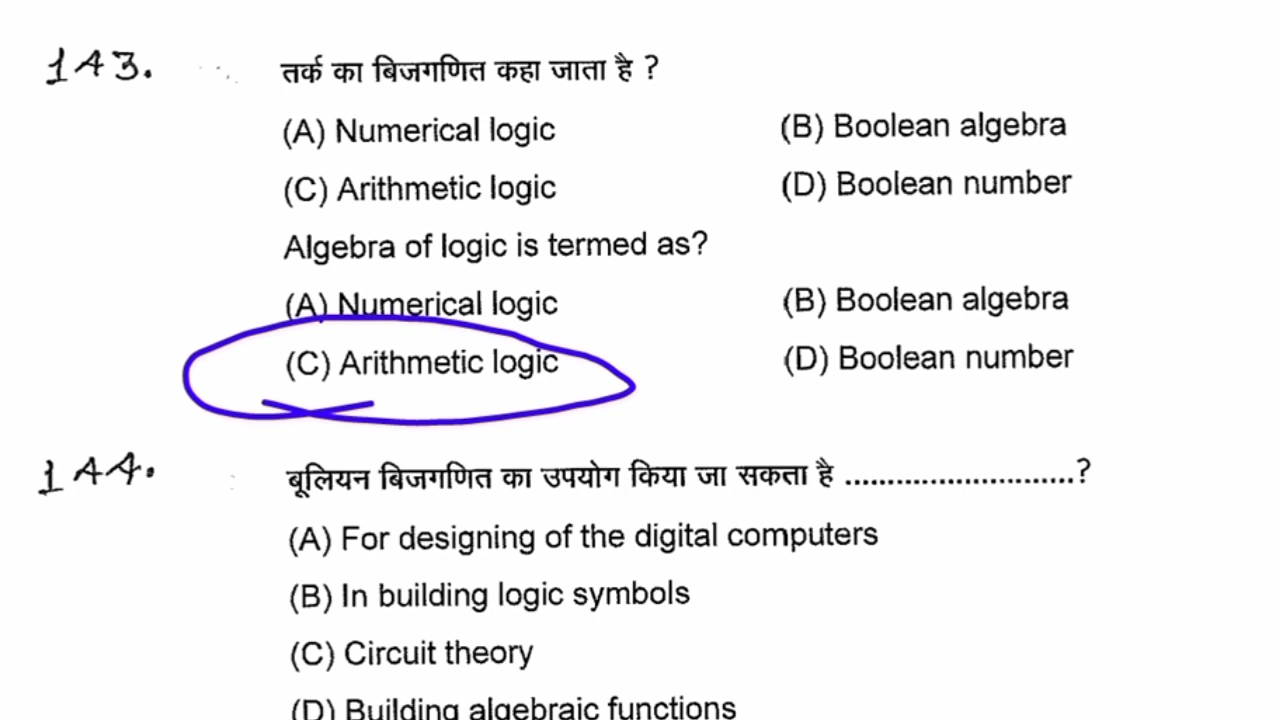 143. तर्क का बिजगणित कहा जाता है ?
(A) Numerical logic (B) Boolean algebra
(C) Arithmetic logic (D) Boolean number
Algebra of logic is termed as?
(A) Numerical logic (B) Boolean algebra
(C) Arithmetic logic (D) Boolean number
144. बूलियन बिजगणित का उपयोग किया जा सकता है ...........................?
(A) For designing of the digital computers
(B) In building logic symbols
(C) Circuit theory
(D) Building algebraic functions